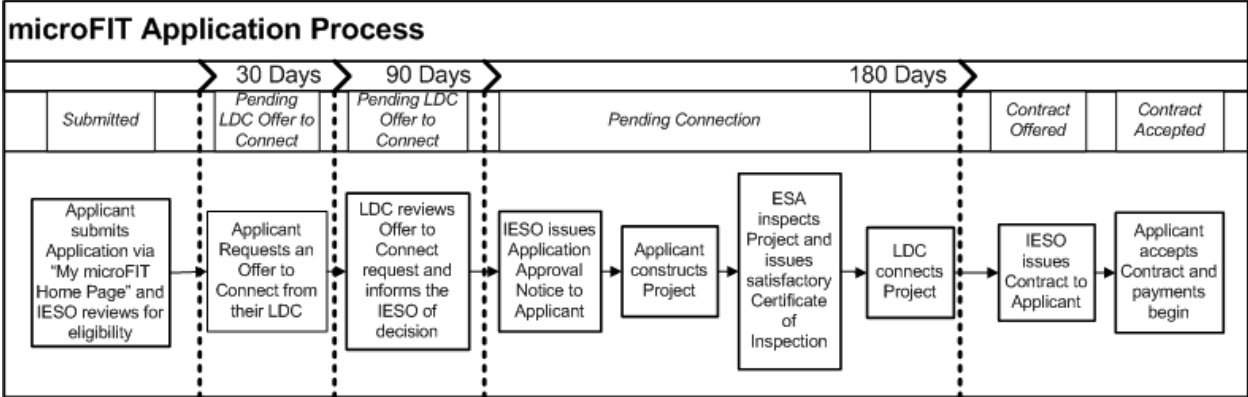 microFIT Application Process
30 Days
90 Days
180 Days
Submitted
Pending
LDC Offer to
Connect
Pending LDC
Offer to
Connect
Pending Connection
Contract
Offered
Contract
Accepted
Applicant
submits
Application via
“My microFIT
Home Page” and
IESO reviews for
eligibility
Applicant
Requests an
Offer to
Connect from
their LDC
LDC reviews
Offer to
Connect
request and
informs the
IESO of
decision
IESO issues
Application
Approval
Notice to
Applicant
Applicant
constructs
Project
ESA
inspects
Project and
issues
satisfactory
Certificate
of
Inspection
LDC
connects
Project
IESO
issues
Contract to
Applicant
Applicant
accepts
Contract and
payments
begin